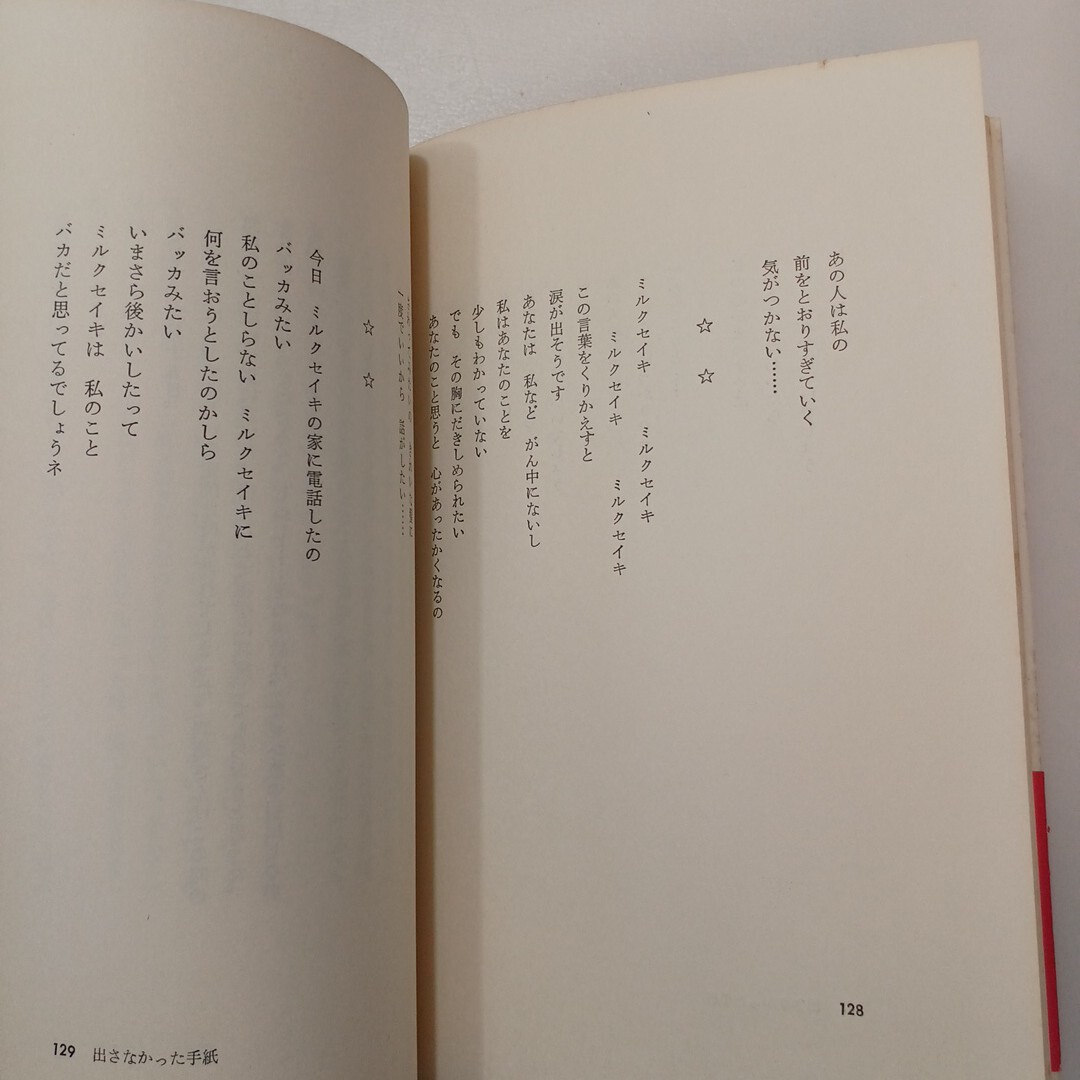 あの人は私の
前をとおりすぎていく
気がつかない……
☆　☆
ミルクセイキ　ミルクセイキ
ミルクセイキ　ミルクセイキ
この言葉をくりかえすと
涙が出そうです
あなたは　私など　がん中にないし
私はあなたのことを
少しもわかっていない
でも　その胸にだきしめられたい
あなたのこと思うと　心があったかくなるの
128
一度でいいから　話がしたい……
☆　☆
今日　ミルクセイキの家に電話したの
バッカみたい
私のことしらない　ミルクセイキに
何を言おうとしたのかしら
バッカみたい
いまさら後かいしたって
ミルクセイキは　私のこと
バカだと思ってるでしょうネ
129 出さなかった手紙